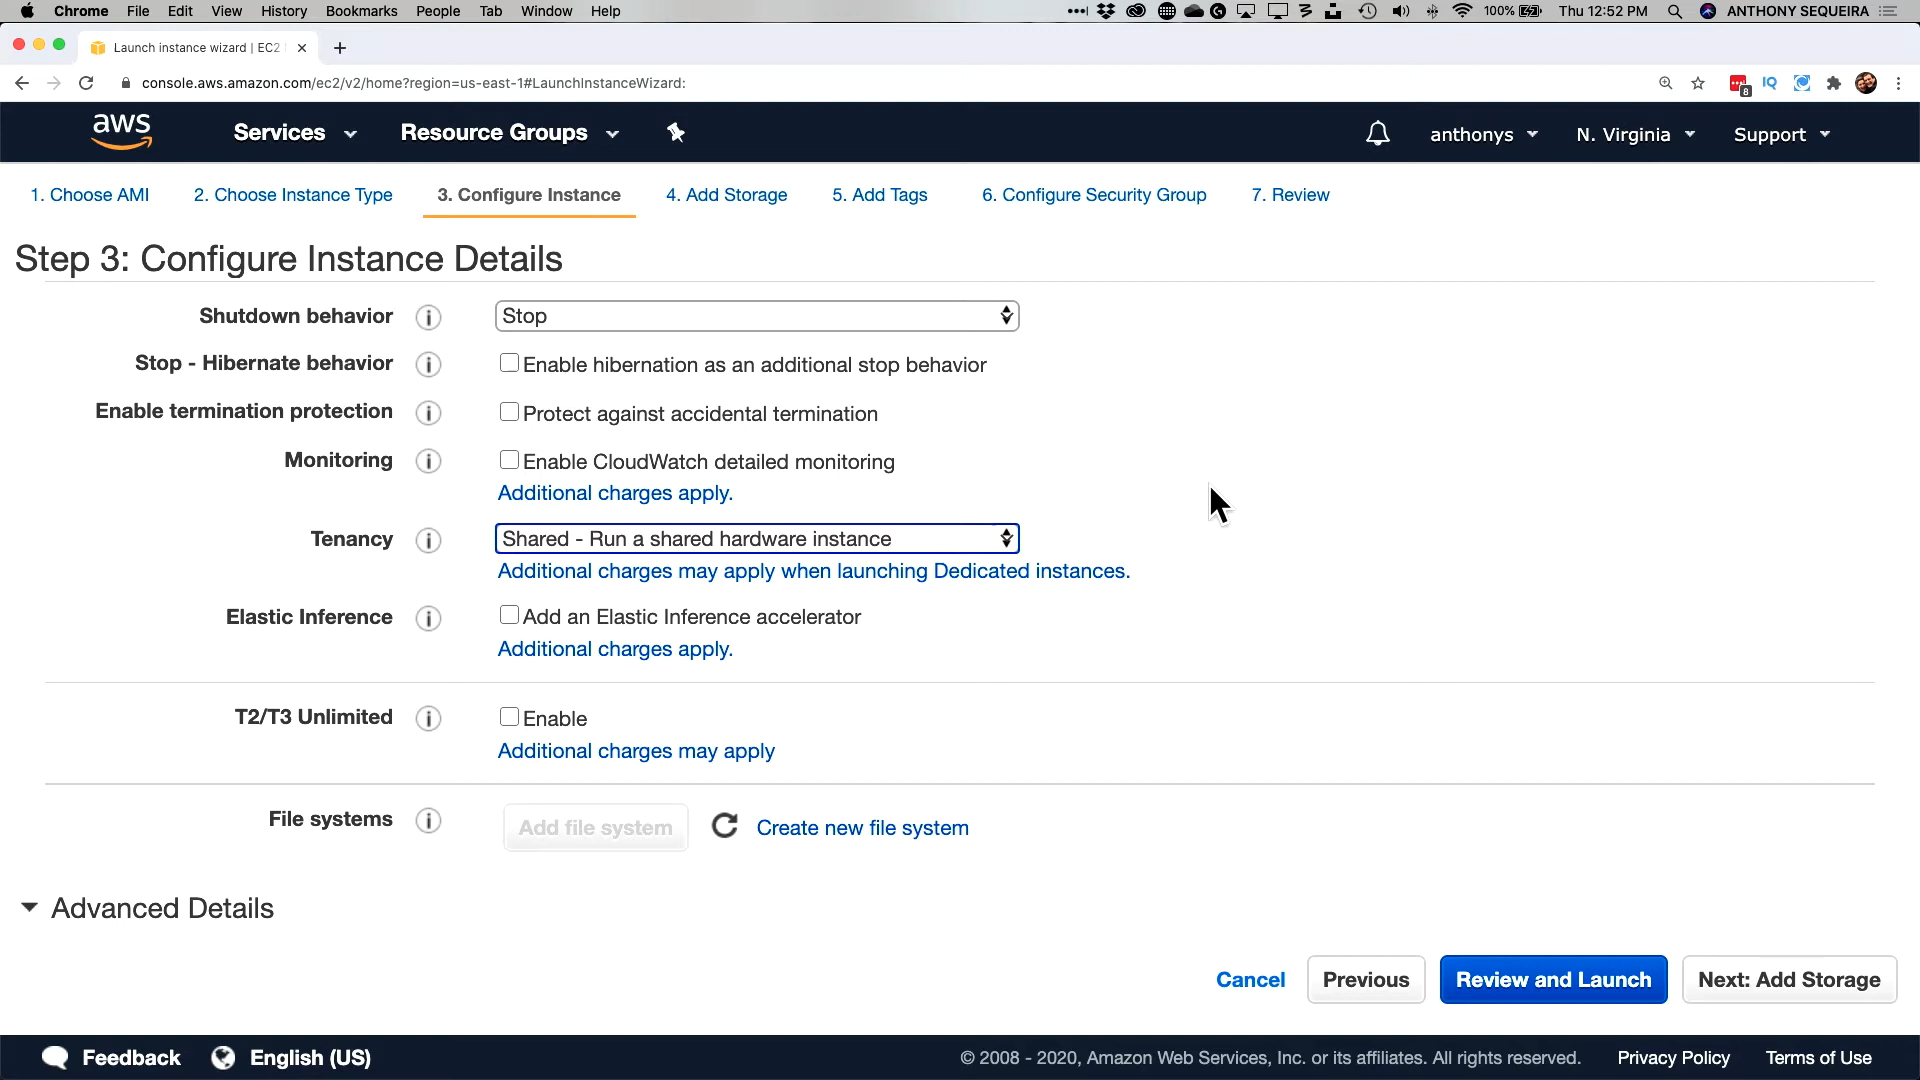 Chrome File Edit View History Bookmarks People Tab Window Help 100% Thu 12:52 PM ANTHONY SEQUEIRA
Launch instance wizard | EC2
console.aws.amazon.com/ec2/v2/home?region=us-east-1#LaunchInstanceWizard: 8 IQ
aws Services Resource Groups anthonys N. Virginia Support
1. Choose AMI 2. Choose Instance Type 3. Configure Instance 4. Add Storage 5. Add Tags 6. Configure Security Group 7. Review
Step 3: Configure Instance Details
Shutdown behavior i Stop
Stop - Hibernate behavior i Enable hibernation as an additional stop behavior
Enable termination protection i Protect against accidental termination
Monitoring i Enable CloudWatch detailed monitoring
Additional charges apply.
Tenancy i Shared - Run a shared hardware instance
Additional charges may apply when launching Dedicated instances.
Elastic Inference i Add an Elastic Inference accelerator
Additional charges apply.
T2/T3 Unlimited i Enable
Additional charges may apply
File systems i Add file system Create new file system
Advanced Details
Cancel Previous Review and Launch Next: Add Storage
Feedback English (US) © 2008 - 2020, Amazon Web Services, Inc. or its affiliates. All rights reserved. Privacy Policy Terms of Use